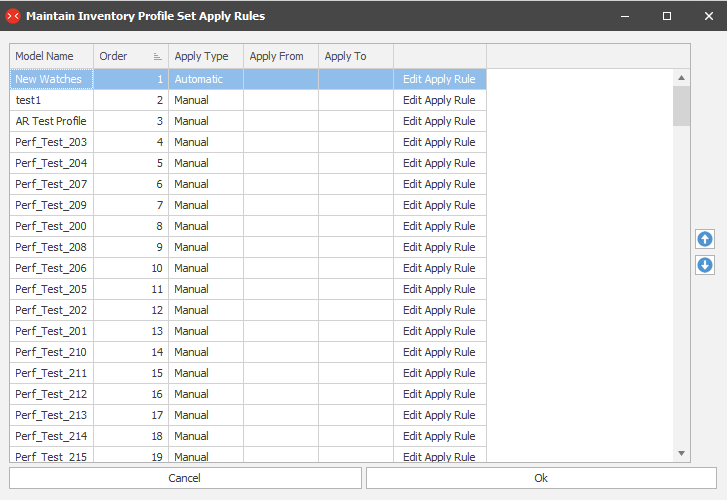 Maintain Inventory Profile Set Apply Rules
Model Name Order Apply Type Apply From Apply To
New Watches 1 Automatic Edit Apply Rule
test1 2 Manual Edit Apply Rule
AR Test Profile 3 Manual Edit Apply Rule
Perf_Test_203 4 Manual Edit Apply Rule
Perf_Test_204 5 Manual Edit Apply Rule
Perf_Test_207 6 Manual Edit Apply Rule
Perf_Test_209 7 Manual Edit Apply Rule
Perf_Test_200 8 Manual Edit Apply Rule
Perf_Test_208 9 Manual Edit Apply Rule
Perf_Test_206 10 Manual Edit Apply Rule
Perf_Test_205 11 Manual Edit Apply Rule
Perf_Test_202 12 Manual Edit Apply Rule
Perf_Test_201 13 Manual Edit Apply Rule
Perf_Test_210 14 Manual Edit Apply Rule
Perf_Test_211 15 Manual Edit Apply Rule
Perf_Test_212 16 Manual Edit Apply Rule
Perf_Test_213 17 Manual Edit Apply Rule
Perf_Test_214 18 Manual Edit Apply Rule
Perf_Test_215 19 Manual Edit Apply Rule
Cancel Ok